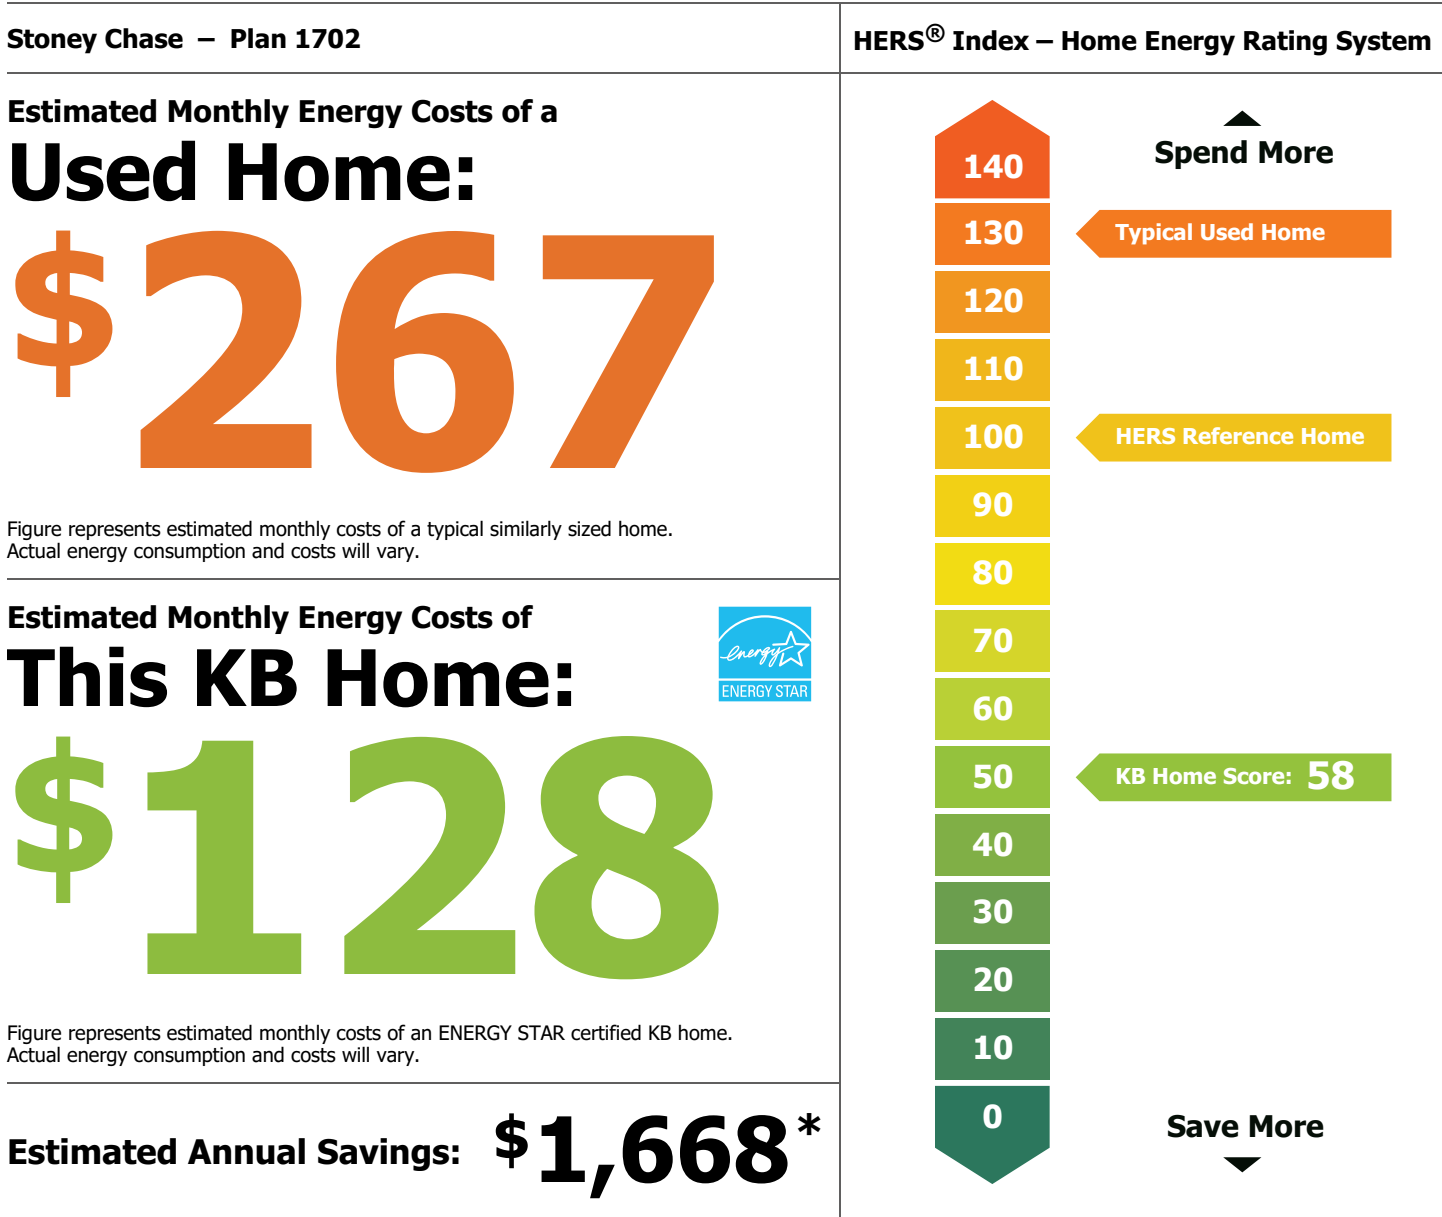 Stoney Chase – Plan 1702
Estimated Monthly Energy Costs of a
Used Home:
$267
Figure represents estimated monthly costs of a typical similarly sized home.
Actual energy consumption and costs will vary.
Estimated Monthly Energy Costs of
This KB Home:
energy
ENERGY STAR
$128
Figure represents estimated monthly costs of an ENERGY STAR certified KB home.
Actual energy consumption and costs will vary.
Estimated Annual Savings: $1,668*
HERS® Index – Home Energy Rating System
Spend More
140
130 Typical Used Home
120
110
100 HERS Reference Home
90
80
70
60
50 KB Home Score: 58
40
30
20
10
0
Save More